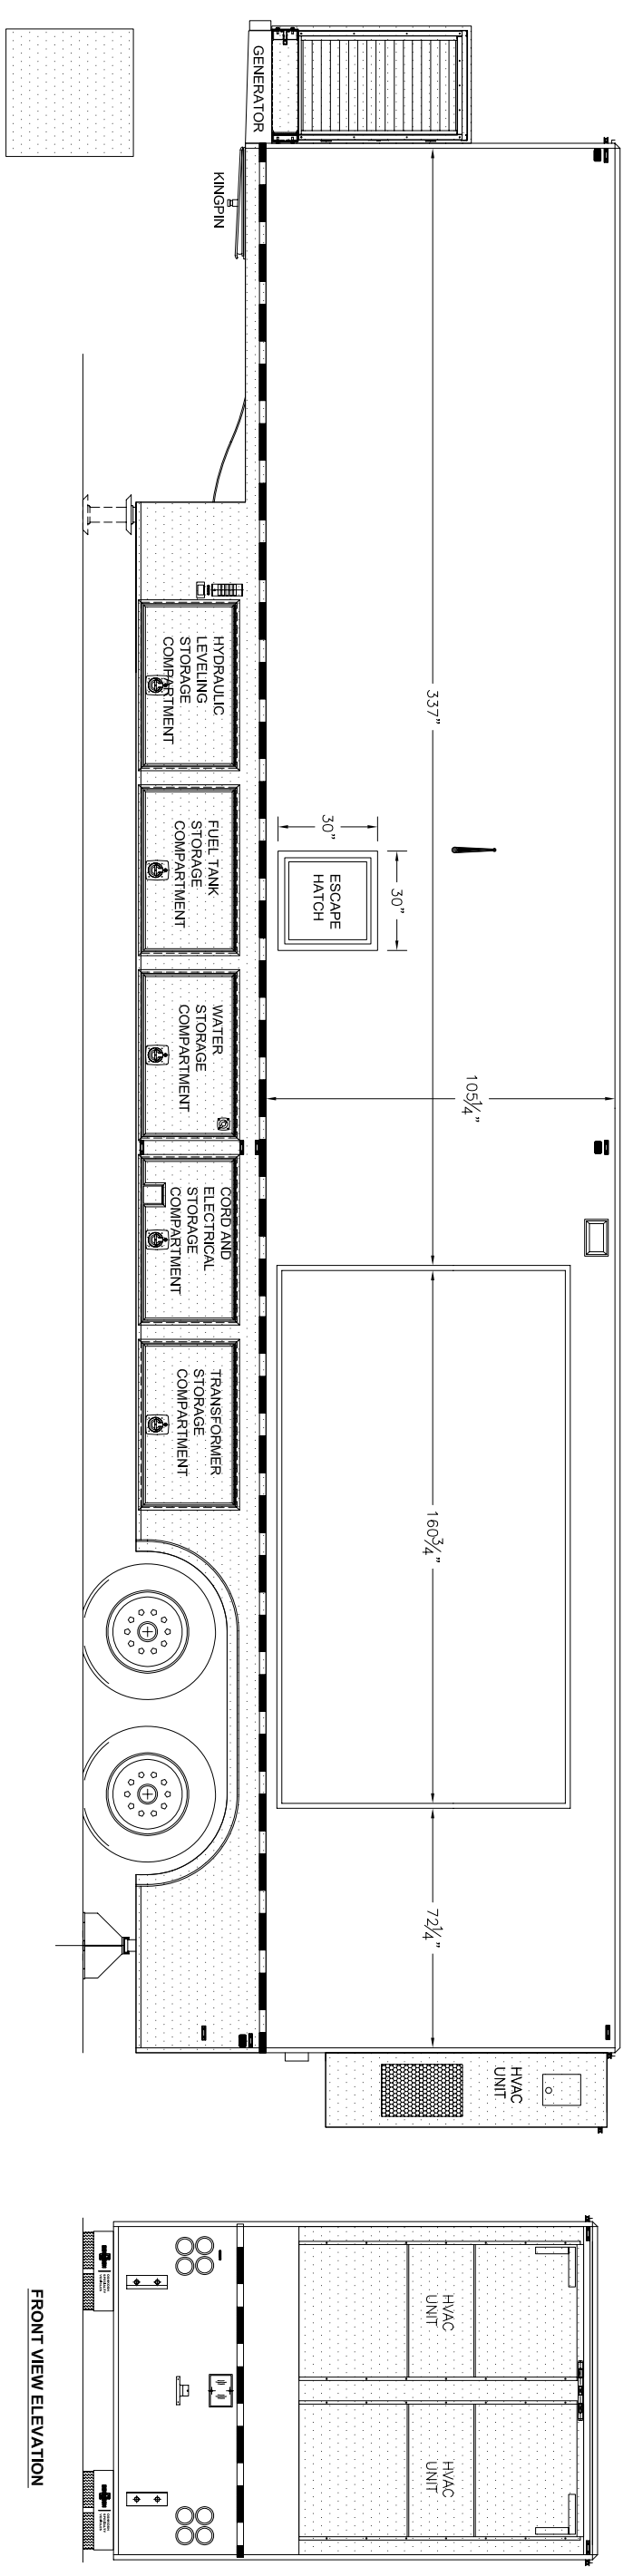 GENERATOR
KINGPIN
337"
HYDRAULIC
LEVELING
STORAGE
COMPARTMENT
FUEL TANK
STORAGE
COMPARTMENT
30"
30"
ESCAPE
HATCH
WATER
STORAGE
COMPARTMENT
105¼"
CORD AND
ELECTRICAL
STORAGE
COMPARTMENT
TRANSFORMER
STORAGE
COMPARTMENT
160¾"
72¼"
HVAC
UNIT
HVAC
UNIT
HVAC
UNIT
FRONT VIEW ELEVATION